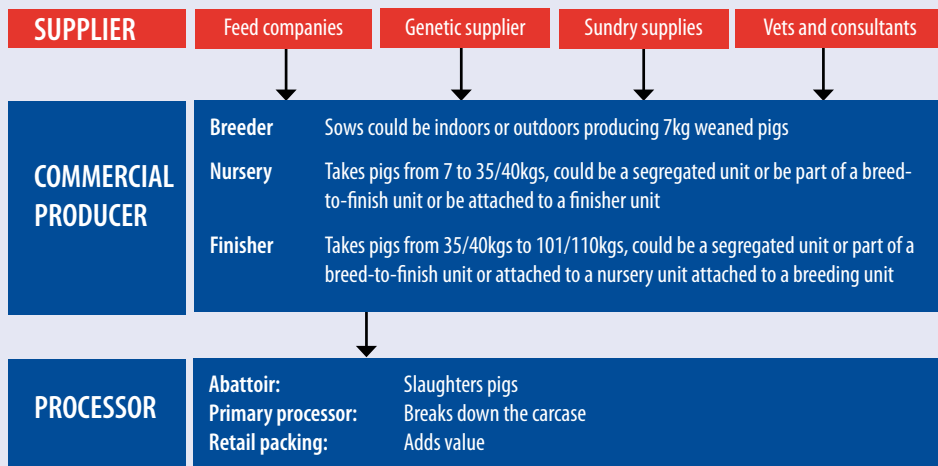 SUPPLIER
Feed companies
Genetic supplier
Sundry supplies
Vets and consultants
COMMERCIAL
PRODUCER
Breeder Sows could be indoors or outdoors producing 7kg weaned pigs
Nursery Takes pigs from 7 to 35/40kgs, could be a segregated unit or be part of a breed-
to-finish unit or be attached to a finisher unit
Finisher Takes pigs from 35/40kgs to 101/110kgs, could be a segregated unit or part of a
breed-to-finish unit or attached to a nursery unit attached to a breeding unit
PROCESSOR
Abattoir: Slaughters pigs
Primary processor: Breaks down the carcase
Retail packing: Adds value